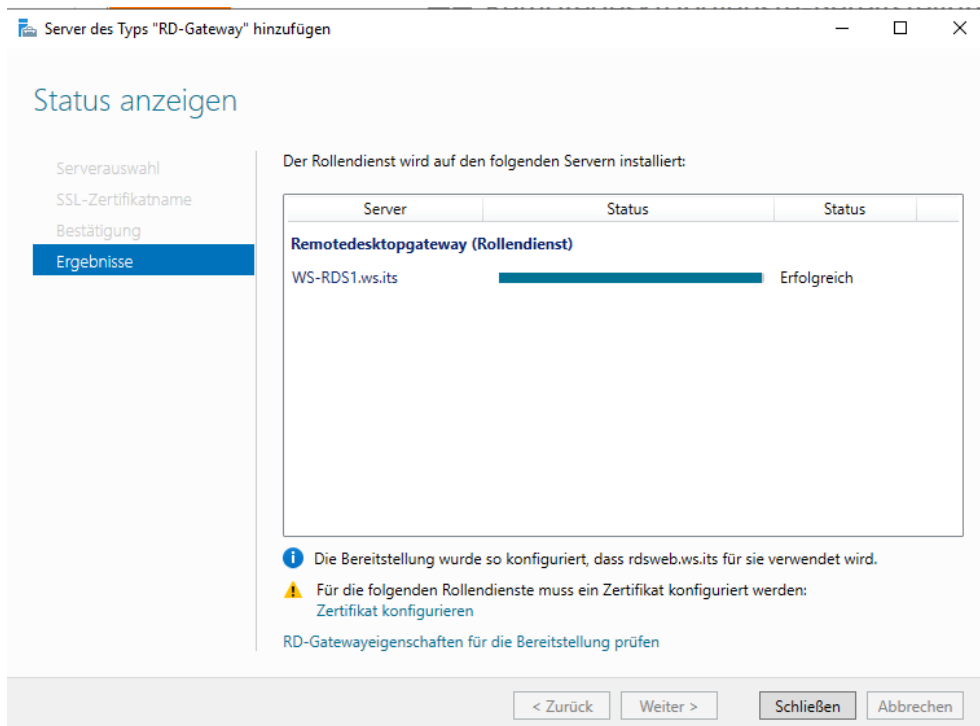 Server des Typs "RD-Gateway" hinzufügen
Status anzeigen
Serverauswahl
SSL-Zertifikatname
Bestätigung
Ergebnisse
Der Rollendienst wird auf den folgenden Servern installiert:
Server Status Status
Remotedesktopgateway (Rollendienst)
WS-RDS1.ws.its Erfolgreich
Die Bereitstellung wurde so konfiguriert, dass rdsweb.ws.its für sie verwendet wird.
Für die folgenden Rollendienste muss ein Zertifikat konfiguriert werden:
Zertifikat konfigurieren
RD-Gatewayeigenschaften für die Bereitstellung prüfen
< Zurück Weiter > Schließen Abbrechen